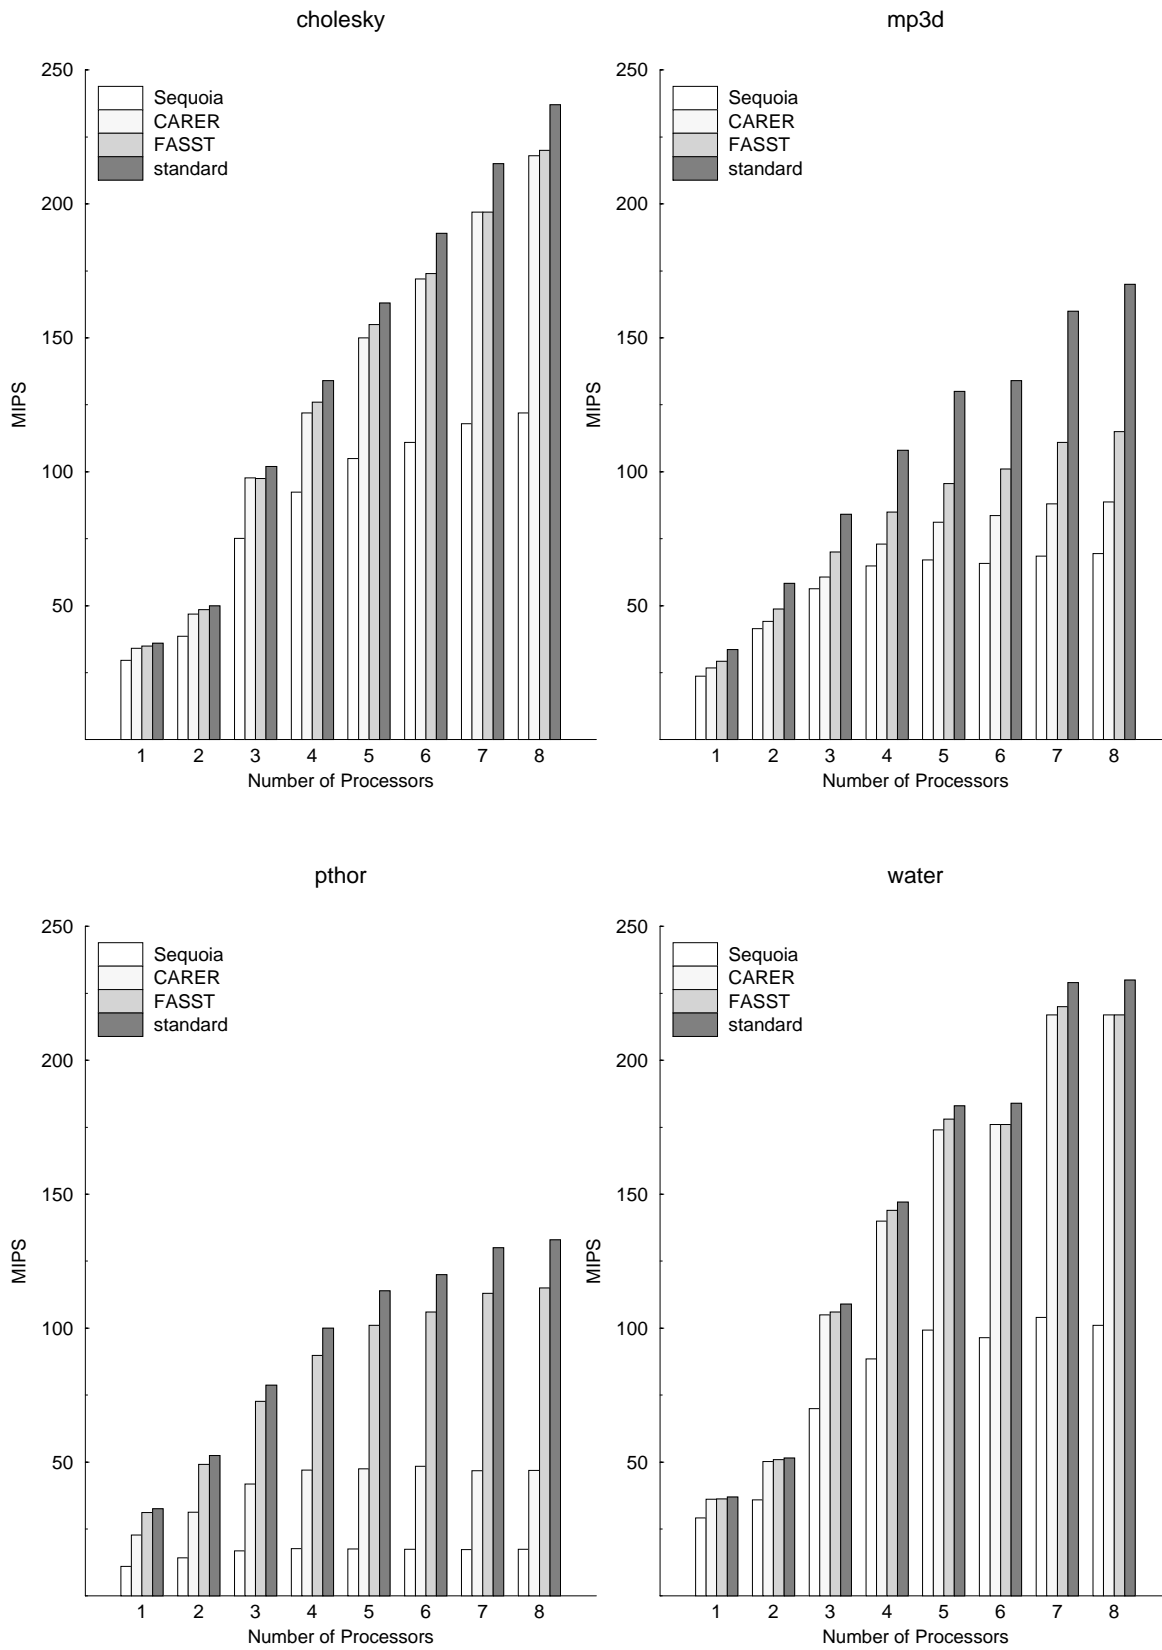 cholesky
MIPS
250
200
150
100
50
Sequoia
CARER
FASST
standard
1 2 3 4 5 6 7 8
Number of Processors
mp3d
MIPS
250
200
150
100
50
Sequoia
CARER
FASST
standard
1 2 3 4 5 6 7 8
Number of Processors
pthor
MIPS
250
200
150
100
50
Sequoia
CARER
FASST
standard
1 2 3 4 5 6 7 8
Number of Processors
water
MIPS
250
200
150
100
50
Sequoia
CARER
FASST
standard
1 2 3 4 5 6 7 8
Number of Processors